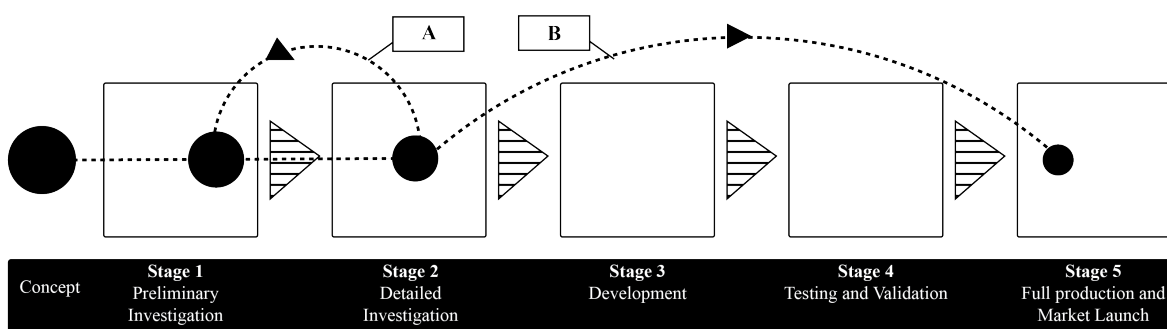 A
B
Concept
Stage 1
Preliminary
Investigation
Stage 2
Detailed
Investigation
Stage 3
Development
Stage 4
Testing and Validation
Stage 5
Full production and
Market Launch